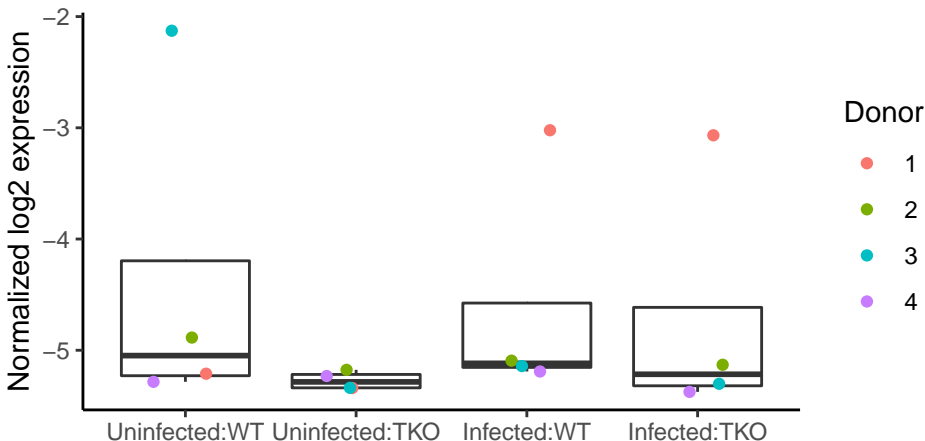 Normalized log2 expression
−2
−3
−4
−5
Uninfected:WT Uninfected:TKO Infected:WT Infected:TKO
Donor
1
2
3
4